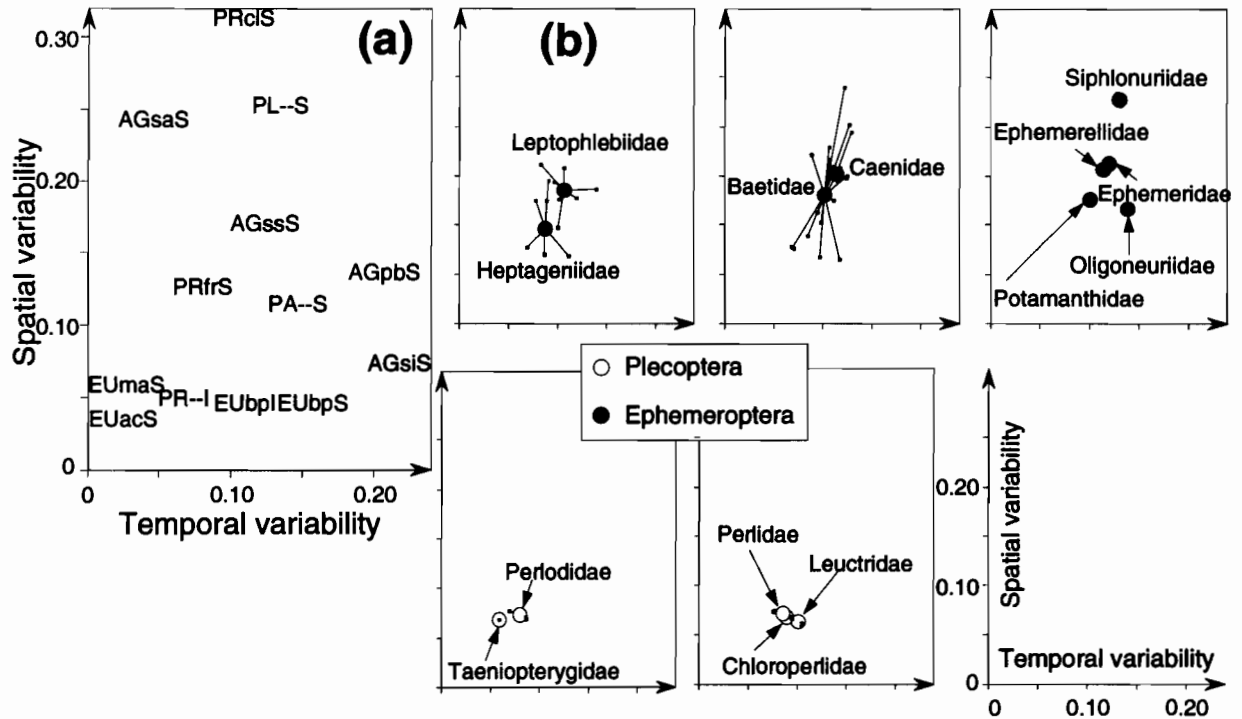 PRclS
(a)
(b)
0.30
AGsaS
PL--S
Spatial variability
0.20
AGssS
PRfrS
AGpbS
PA--S
0.10
AGsiS
EUmaS
PR--I
EUbpIEUbpS
EUacS
0
0
0.10
0.20
Temporal variability
Leptophlebiidae
Heptageniidae
Baetidae
Caenidae
Siphlonuriidae
Ephemerellidae
Ephemeridae
Oligoneuriidae
Potamanthidae
Plecoptera
Ephemeroptera
Perlodidae
Taeniopterygidae
Perlidae
Leuctridae
Chloroperlidae
0.20
0.10
Spatial variability
Temporal variability
0
0
0.10
0.20